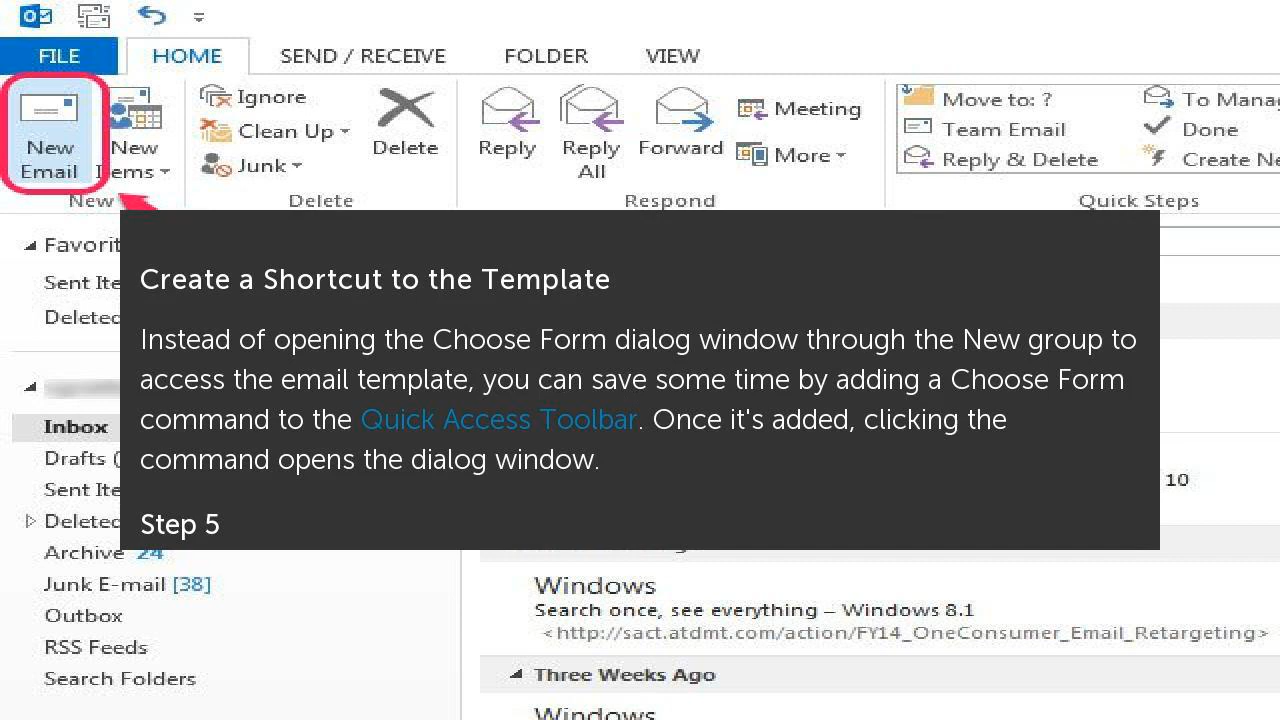 FILE HOME SEND / RECEIVE FOLDER VIEW
New Email
New Items
Ignore
Clean Up
Junk
Delete
Reply
Reply All
Forward
Meeting
More
Move to: ?
Team Email
Reply & Delete
To Mana
Done
Create Ne
New Delete Respond Quick Steps
Favorit
Sent Ite
Deleted
Create a Shortcut to the Template
Instead of opening the Choose Form dialog window through the New group to
access the email template, you can save some time by adding a Choose Form
command to the Quick Access Toolbar. Once it's added, clicking the
command opens the dialog window.
Step 5
Inbox
Drafts (
Sent Ite
Deleted
10
Archive 24
Junk E-mail [38]
Outbox
RSS Feeds
Search Folders
Windows
Search once, see everything – Windows 8.1
<http://sact.atdmt.com/action/FY14_OneConsumer_Email_Retargeting>
Three Weeks Ago
Windows